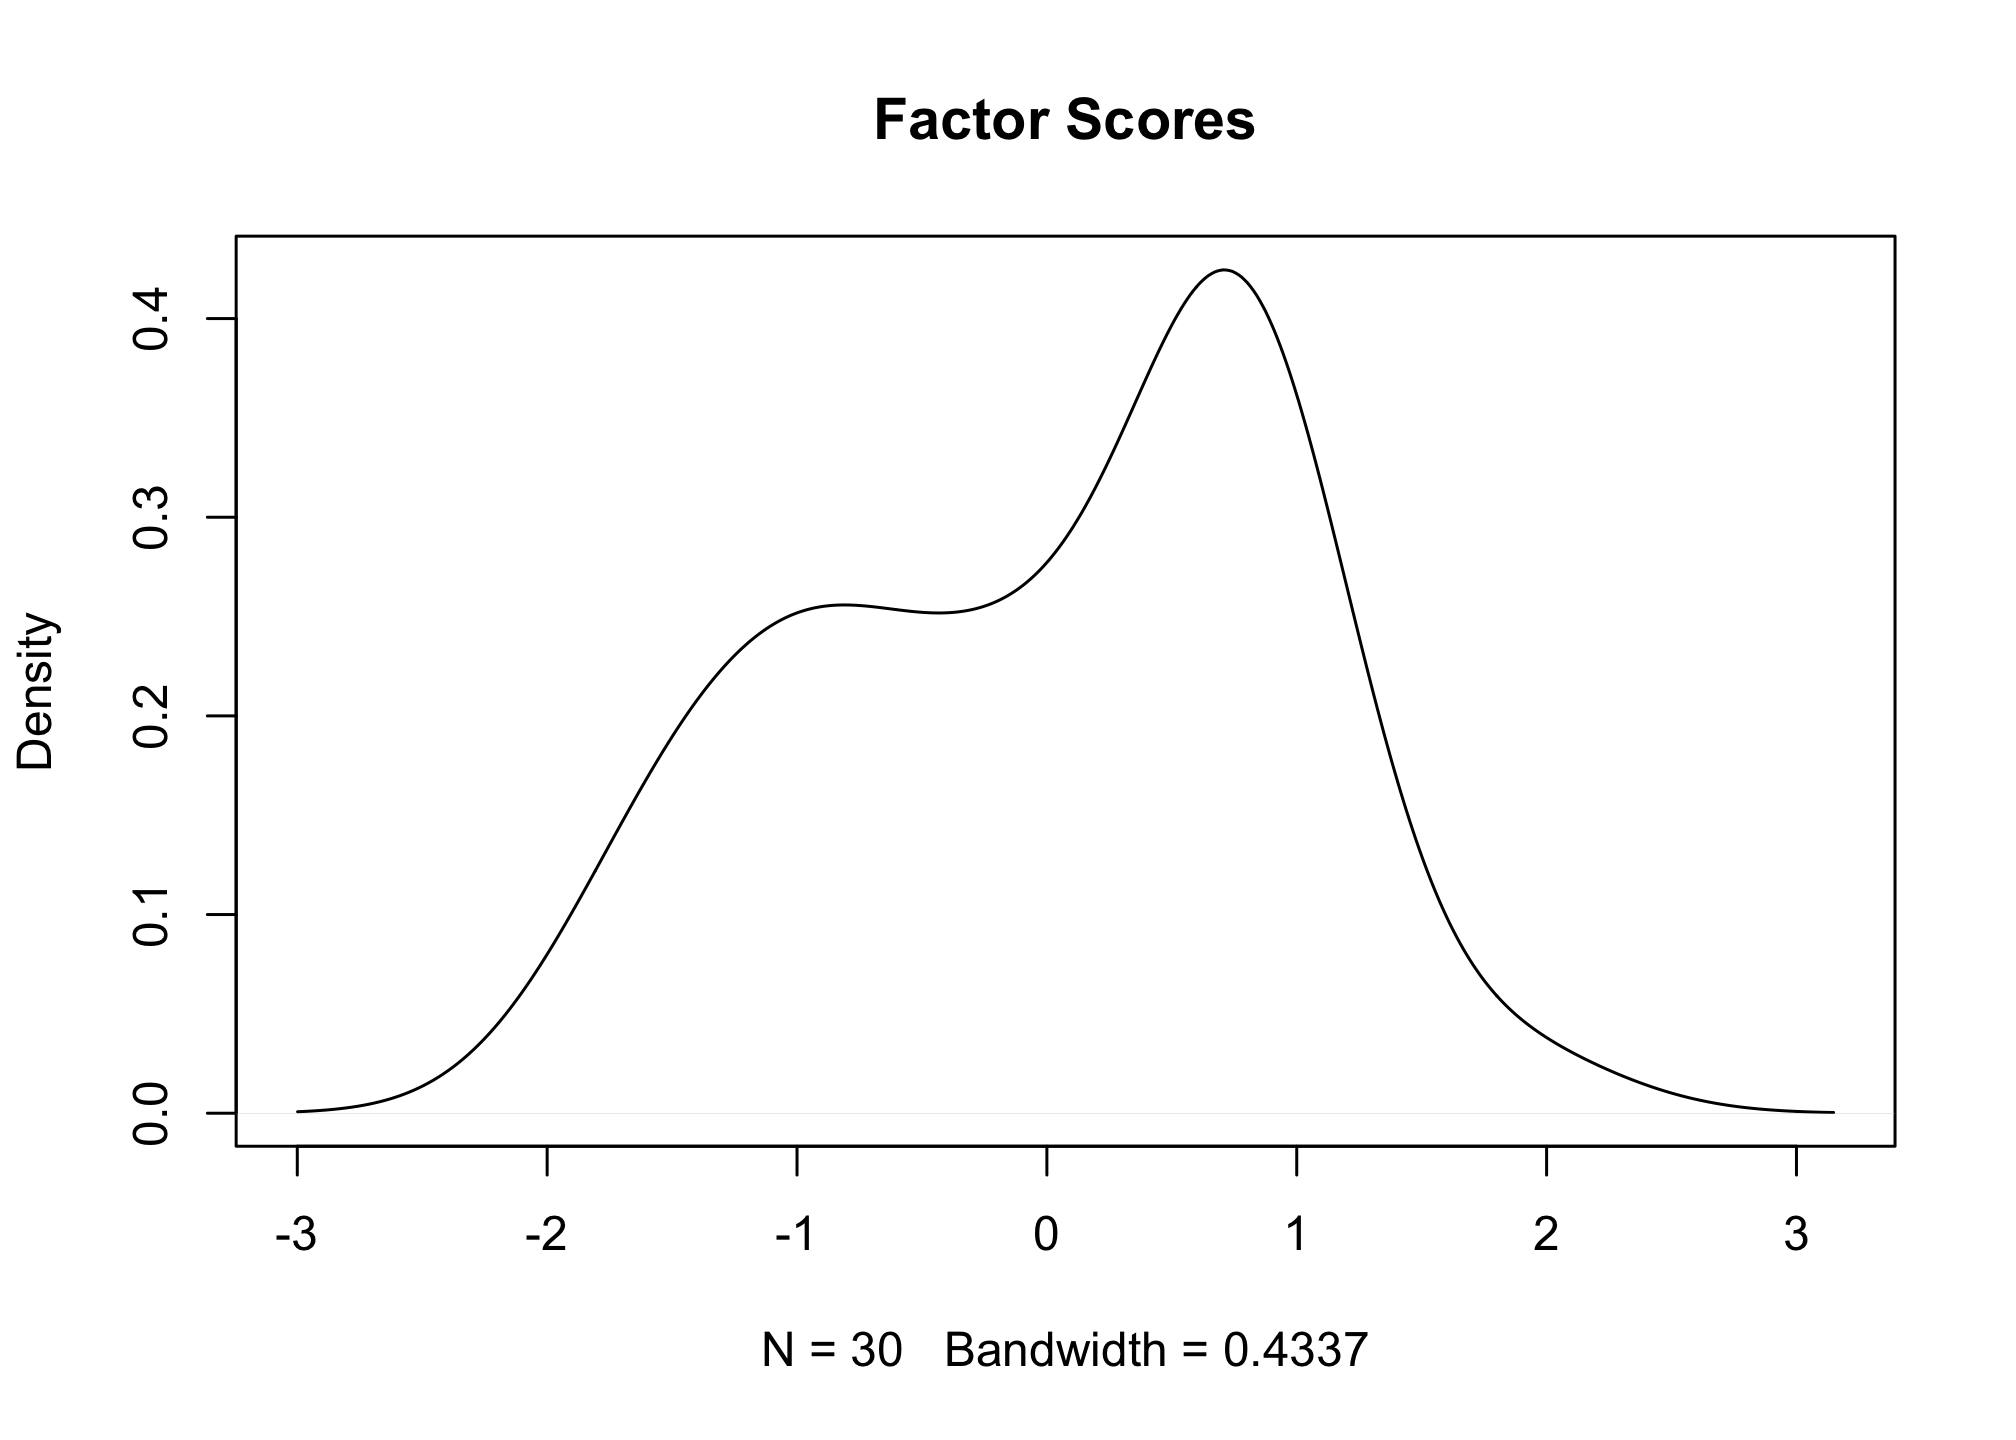 Factor Scores
Density
0.4
0.3
0.2
0.1
0.0
-3 -2 -1 0 1 2 3
N = 30 Bandwidth = 0.4337